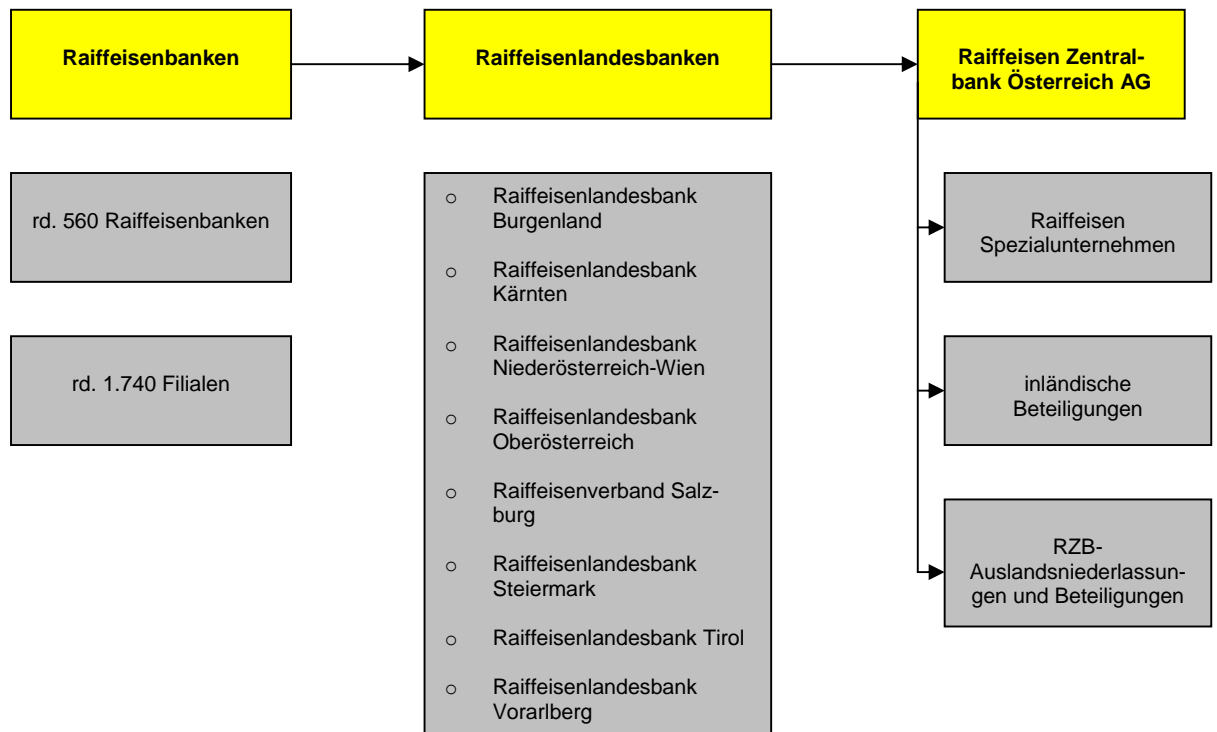 Raiffeisenbanken
rd. 560 Raiffeisenbanken
rd. 1.740 Filialen
Raiffeisenlandesbanken
o Raiffeisenlandesbank
Burgenland
o Raiffeisenlandesbank
Kärnten
o Raiffeisenlandesbank
Niederösterreich-Wien
o Raiffeisenlandesbank
Oberösterreich
o Raiffeisenverband Salz-
burg
o Raiffeisenlandesbank
Steiermark
o Raiffeisenlandesbank Tirol
o Raiffeisenlandesbank
Vorarlberg
Raiffeisen Zentral-
bank Österreich AG
Raiffeisen
Spezialunternehmen
inländische
Beteiligungen
RZB-
Auslandsniederlassun-
gen und Beteiligungen